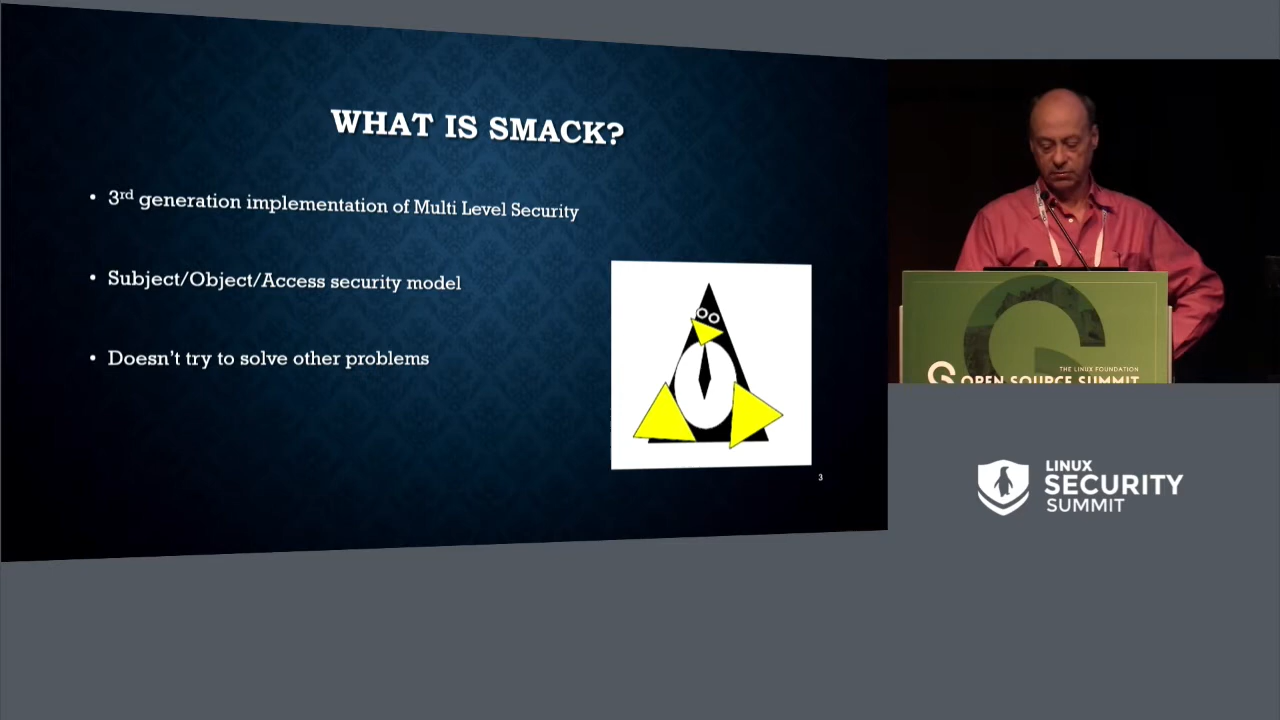 WHAT IS SMACK?
• 3rd generation implementation of Multi Level Security
• Subject/Object/Access security model
• Doesn't try to solve other problems
3
THE LINUX FOUNDATION
OPEN SOURCE SUMMIT
LINUX
SECURITY
SUMMIT